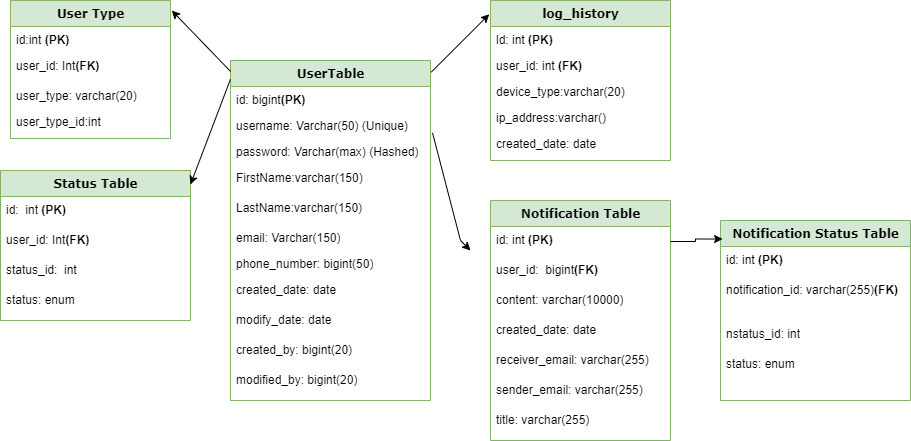 User Type
id:int (PK)
user_id: Int(FK)
user_type: varchar(20)
user_type_id:int
Status Table
id:  int (PK)
user_id: Int(FK)
status_id:  int
status: enum
UserTable
id: bigint(PK)
username: Varchar(50) (Unique)
password: Varchar(max) (Hashed)
FirstName:varchar(150)
LastName:varchar(150)
email: Varchar(150)
phone_number: bigint(50)
created_date: date
modify_date: date
created_by: bigint(20)
modified_by: bigint(20)
log_history
Id: int (PK)
user_id: int (FK)
device_type:varchar(20)
ip_address:varchar()
created_date: date
Notification Table
id: int (PK)
user_id:  bigint(FK)
content: varchar(10000)
created_date: date
receiver_email: varchar(255)
sender_email: varchar(255)
title: varchar(255)
Notification Status Table
id: int (PK)
notification_id: varchar(255)(FK)
nstatus_id: int
status: enum